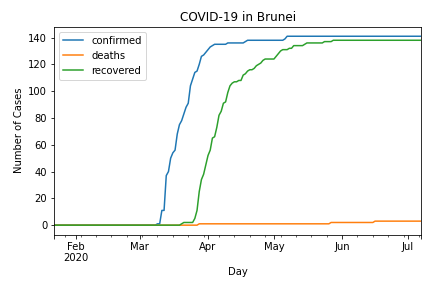 COVID-19 in Brunei
confirmed
deaths
recovered
Number of Cases
140
120
100
80
60
40
20
0
Feb
2020
Mar
Apr
May
Jun
Jul
Day